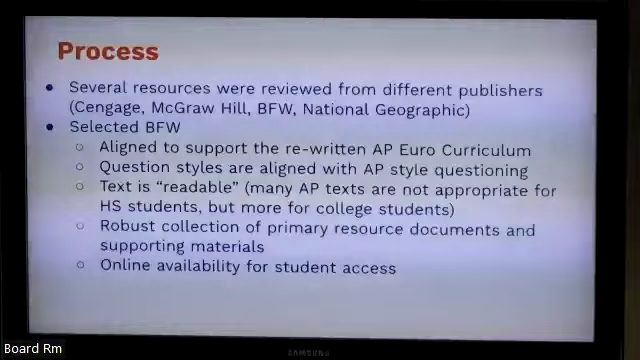 Process
● Several resources were reviewed from different publishers
(Cengage, McGraw Hill, BFW, National Geographic)
● Selected BFW
○ Aligned to support the re-written AP Euro Curriculum
○ Question styles are aligned with AP style questioning
○ Text is “readable” (many AP texts are not appropriate for
HS students, but more for college students)
○ Robust collection of primary resource documents and
supporting materials
○ Online availability for student access
SAMSUNG
Board Rm